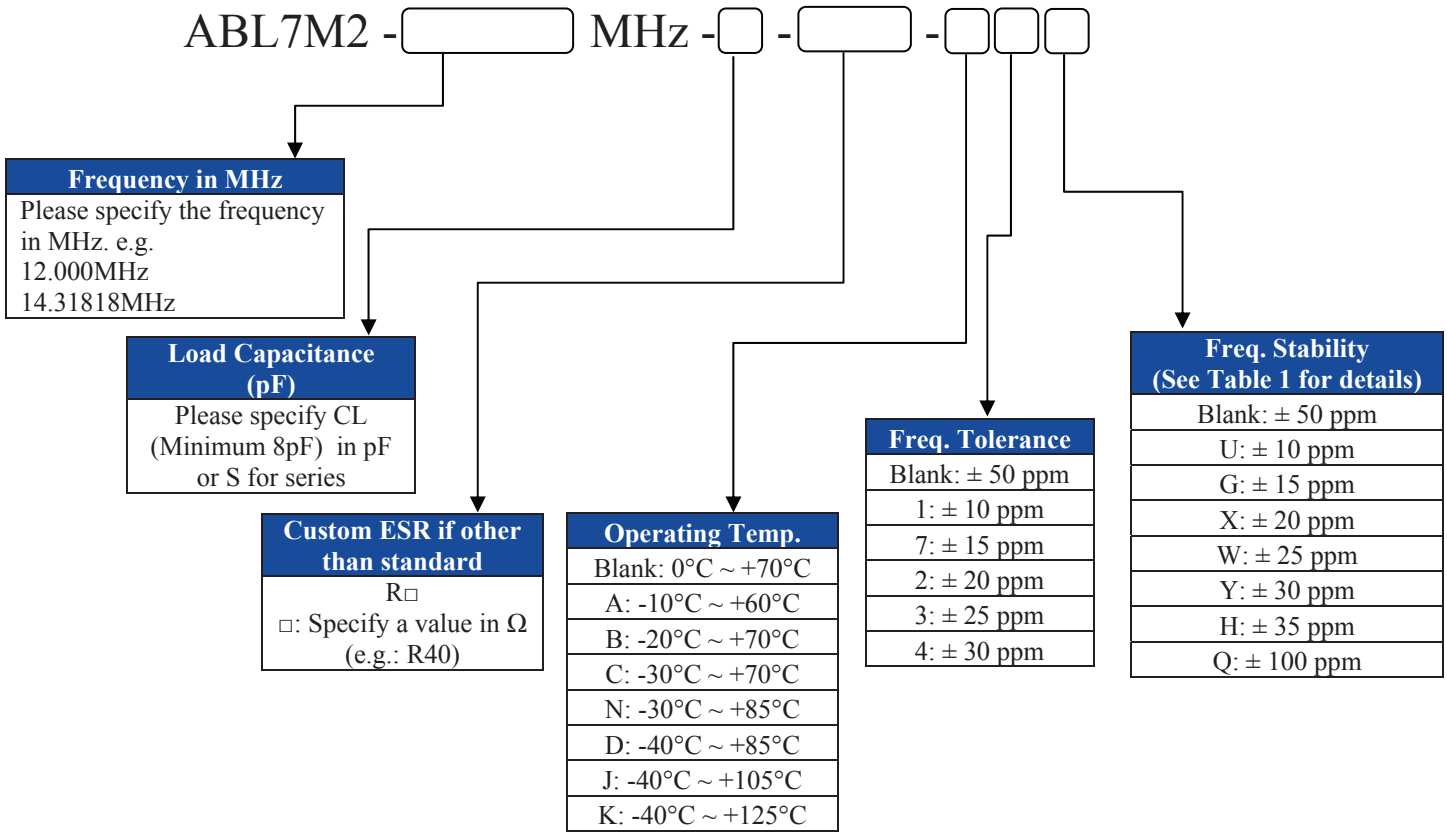 ABL7M2 - MHz - - -
Frequency in MHz
Please specify the frequency
in MHz. e.g.
12.000MHz
14.31818MHz
Load Capacitance
(pF)
Please specify CL
(Minimum 8pF) in pF
or S for series
Custom ESR if other
than standard
R□
□: Specify a value in Ω
(e.g.: R40)
Operating Temp.
Blank: 0°C ~ +70°C
A: -10°C ~ +60°C
B: -20°C ~ +70°C
C: -30°C ~ +70°C
N: -30°C ~ +85°C
D: -40°C ~ +85°C
J: -40°C ~ +105°C
K: -40°C ~ +125°C
Freq. Tolerance
Blank: ± 50 ppm
1: ± 10 ppm
7: ± 15 ppm
2: ± 20 ppm
3: ± 25 ppm
4: ± 30 ppm
Freq. Stability
(See Table 1 for details)
Blank: ± 50 ppm
U: ± 10 ppm
G: ± 15 ppm
X: ± 20 ppm
W: ± 25 ppm
Y: ± 30 ppm
H: ± 35 ppm
Q: ± 100 ppm